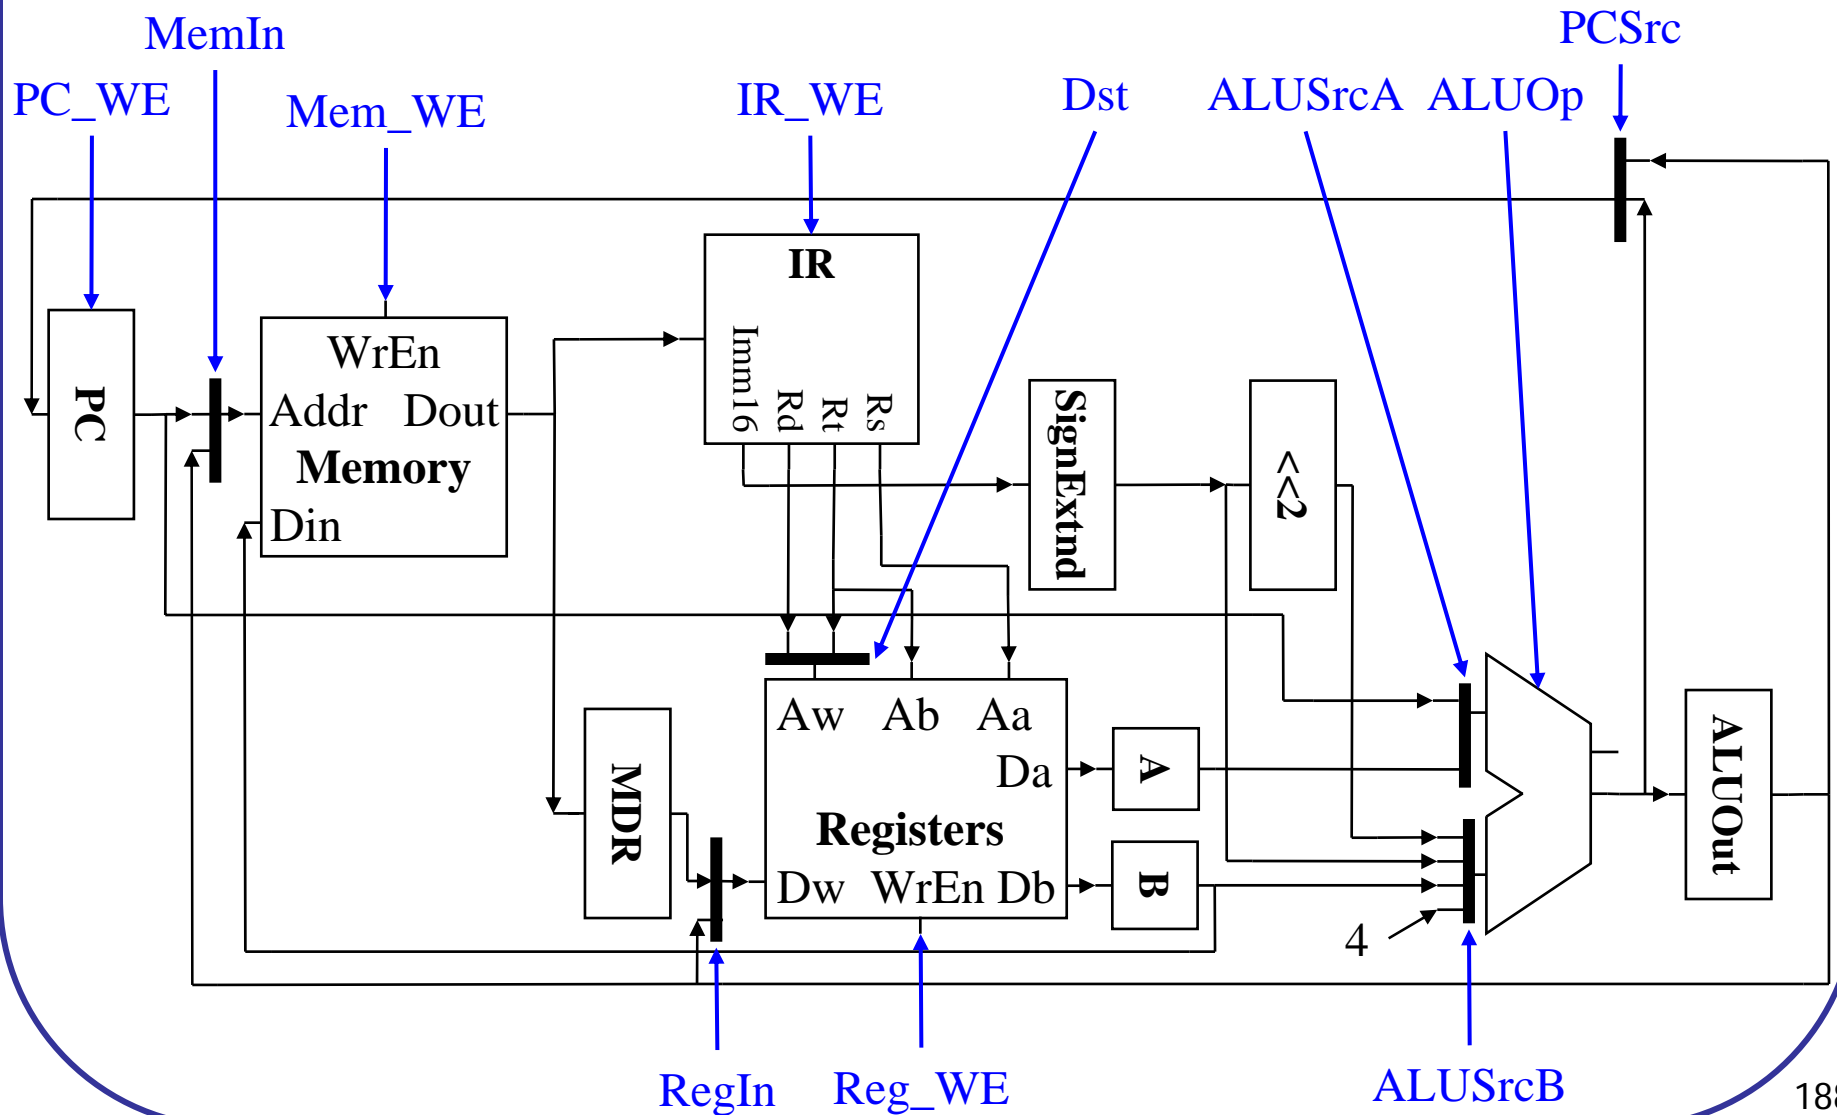 MemIn
PCSrc
PC_WE
Mem_WE
IR_WE
Dst
ALUSrcA
ALUOp
IR
Imm16
Rd
Rt
Rs
PC
WrEn
Addr
Dout
Memory
Din
SignExtnd
<<2
Aw
Ab
Aa
Da
Registers
Dw
WrEn
Db
MDR
A
B
4
ALUOut
RegIn
Reg_WE
ALUSrcB